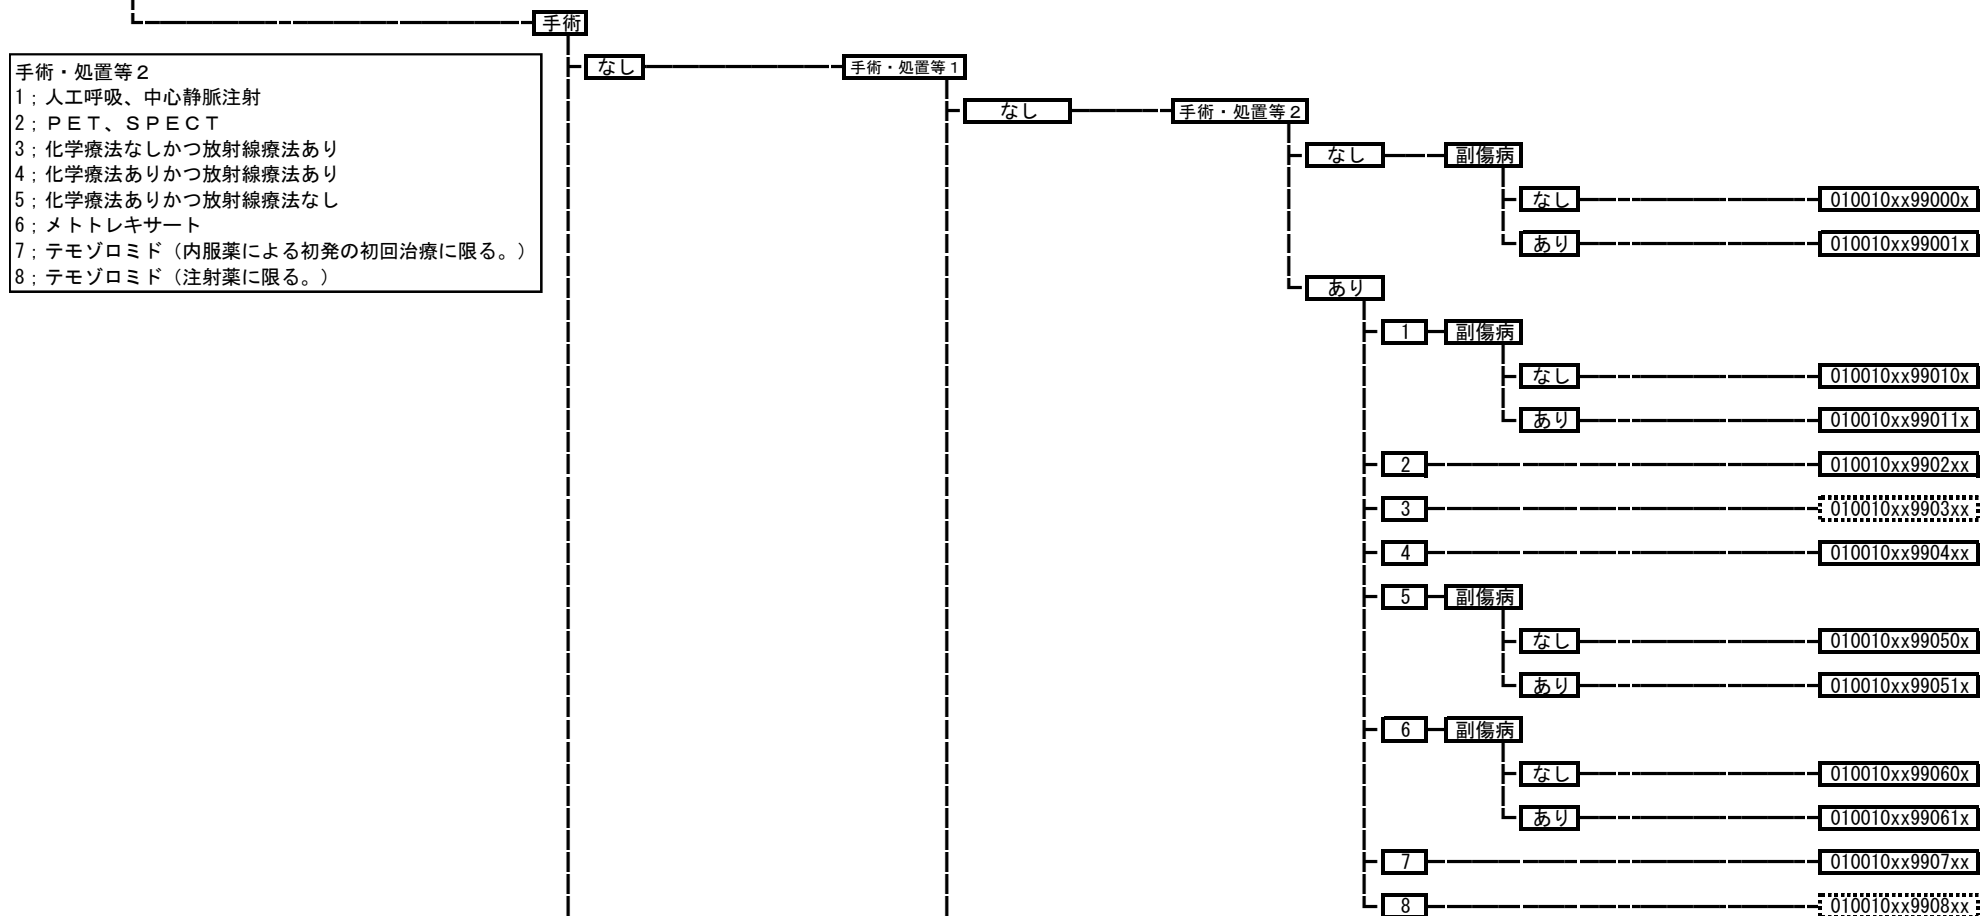 手術
手術・処置等２
1；人工呼吸、中心静脈注射
2；ＰＥＴ、ＳＰＥＣＴ
3；化学療法なしかつ放射線療法あり
4；化学療法ありかつ放射線療法あり
5；化学療法ありかつ放射線療法なし
6；メトトレキサート
7；テモゾロミド（内服薬による初発の初回治療に限る。）
8；テモゾロミド（注射薬に限る。）
なし 手術・処置等１
なし 手術・処置等２
なし 副傷病
なし 010010xx99000x
あり 010010xx99001x
あり
1 副傷病
なし 010010xx99010x
あり 010010xx99011x
2 010010xx9902xx
3 010010xx9903xx
4 010010xx9904xx
5 副傷病
なし 010010xx99050x
あり 010010xx99051x
6 副傷病
なし 010010xx99060x
あり 010010xx99061x
7 010010xx9907xx
8 010010xx9908xx